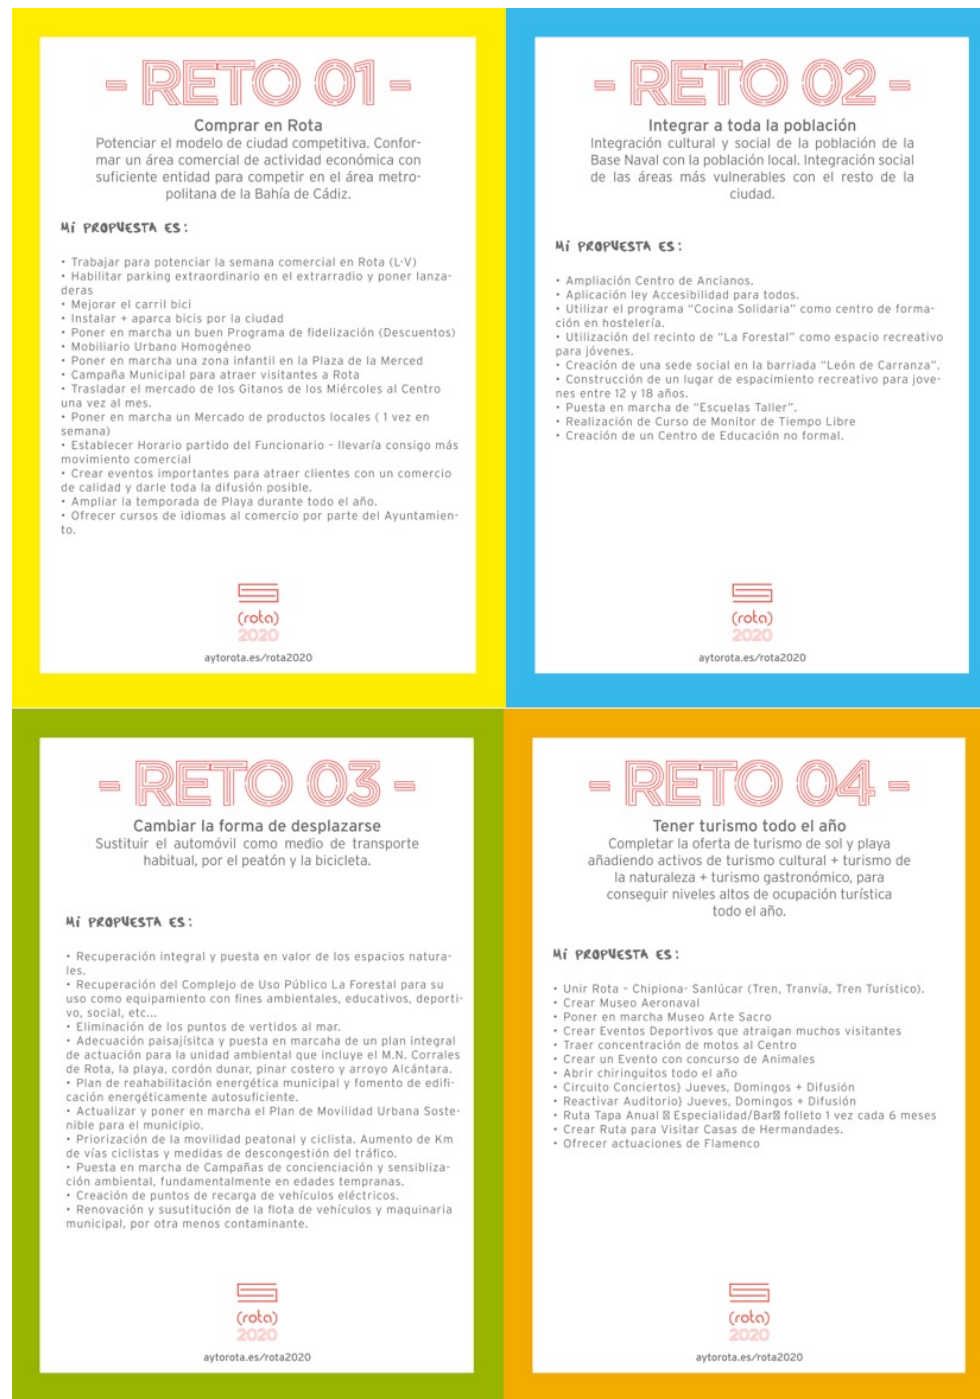 - RETO 01 -
Comprar en Rota
Potenciar el modelo de ciudad competitiva. Confor-
mar un área comercial de actividad económica con
suficiente entidad para competir en el área metro-
politana de la Bahía de Cádiz.
Mi PROPUESTA ES:
• Trabajar para potenciar la semana comercial en Rota (L-V)
• Habilitar parking extraordinario en el extrarradio y poner lanza-
deras
• Mejorar el carril bici
• Instalar + aparca bicis por la ciudad
• Poner en marcha un buen Programa de fidelización (Descuentos)
• Mobiliario Urbano Homogéneo
• Poner en marcha una zona infantil en la Plaza de la Merced
• Campaña Municipal para atraer visitantes a Rota
• Trasladar el mercado de los Gitanos de los Miércoles al Centro
una vez al mes.
• Poner en marcha un Mercado de productos locales ( 1 vez en
semana)
• Establecer Horario partido del Funcionario – llevaría consigo más
movimiento comercial
• Crear eventos importantes para atraer clientes con un comercio
de calidad y darle toda la difusión posible.
• Ampliar la temporada de Playa durante todo el año.
• Ofrecer cursos de idiomas al comercio por parte del Ayuntamien-
to.
(rota)
2020
aytorota.es/rota2020
- RETO 02 -
Integrar a toda la población
Integración cultural y social de la población de la
Base Naval con la población local. Integración social
de las áreas más vulnerables con el resto de la
ciudad.
Mi PROPUESTA ES:
• Ampliación Centro de Ancianos.
• Aplicación ley Accesibilidad para todos.
• Utilizar el programa “Cocina Solidaria” como centro de forma-
ción en hostelería.
• Utilización del recinto de “La Forestal” como espacio recreativo
para jóvenes.
• Creación de una sede social en la barriada “León de Carranza”.
• Construcción de un lugar de espacimiento recreativo para jove-
nes entre 12 y 18 años.
• Puesta en marcha de “Escuelas Taller”.
• Realización de Curso de Monitor de Tiempo Libre
• Creación de un Centro de Educación no formal.
(rota)
2020
aytorota.es/rota2020
- RETO 03 -
Cambiar la forma de desplazarse
Sustituir el automóvil como medio de transporte
habitual, por el peatón y la bicicleta.
Mi PROPUESTA ES:
• Recuperación integral y puesta en valor de los espacios natura-
les.
• Recuperación del Complejo de Uso Público La Forestal para su
uso como equipamiento con fines ambientales, educativos, deporti-
vo, social, etc...
• Eliminación de los puntos de vertidos al mar.
• Adecuación paisajísitca y puesta en marcaha de un plan integral
de actuación para la unidad ambiental que incluye el M.N. Corrales
de Rota, la playa, cordón dunar, pinar costero y arroyo Alcántara.
• Plan de reahabilitación energética municipal y fomento de edifi-
cación energéticamente autosuficiente.
• Actualizar y poner en marcha el Plan de Movilidad Urbana Soste-
nible para el municipio.
• Priorización de la movilidad peatonal y ciclista. Aumento de Km
de vías ciclistas y medidas de descongestión del tráfico.
• Puesta en marcha de Campañas de concienciación y sensibliza-
ción ambiental, fundamentalmente en edades tempranas.
• Creación de puntos de recarga de vehículos eléctricos.
• Renovación y susutitución de la flota de vehículos y maquinaria
municipal, por otra menos contaminante.
(rota)
2020
aytorota.es/rota2020
- RETO 04 -
Tener turismo todo el año
Completar la oferta de turismo de sol y playa
añadiendo activos de turismo cultural + turismo de
la naturaleza + turismo gastronómico, para
conseguir niveles altos de ocupación turística
todo el año.
Mi PROPUESTA ES:
• Unir Rota – Chipiona- Sanlúcar (Tren, Tranvía, Tren Turístico).
• Crear Museo Aeronaval
• Poner en marcha Museo Arte Sacro
• Crear Eventos Deportivos que atraigan muchos visitantes
• Traer concentración de motos al Centro
• Crear un Evento con concurso de Animales
• Abrir chiringuitos todo el año
• Circuito Conciertos} Jueves, Domingos + Difusión
• Reactivar Auditorio} Jueves, Domingos + Difusión
• Ruta Tapa Anual Especialidad/Bar folleto 1 vez cada 6 meses
• Crear Ruta para Visitar Casas de Hermandades.
• Ofrecer actuaciones de Flamenco
(rota)
2020
aytorota.es/rota2020